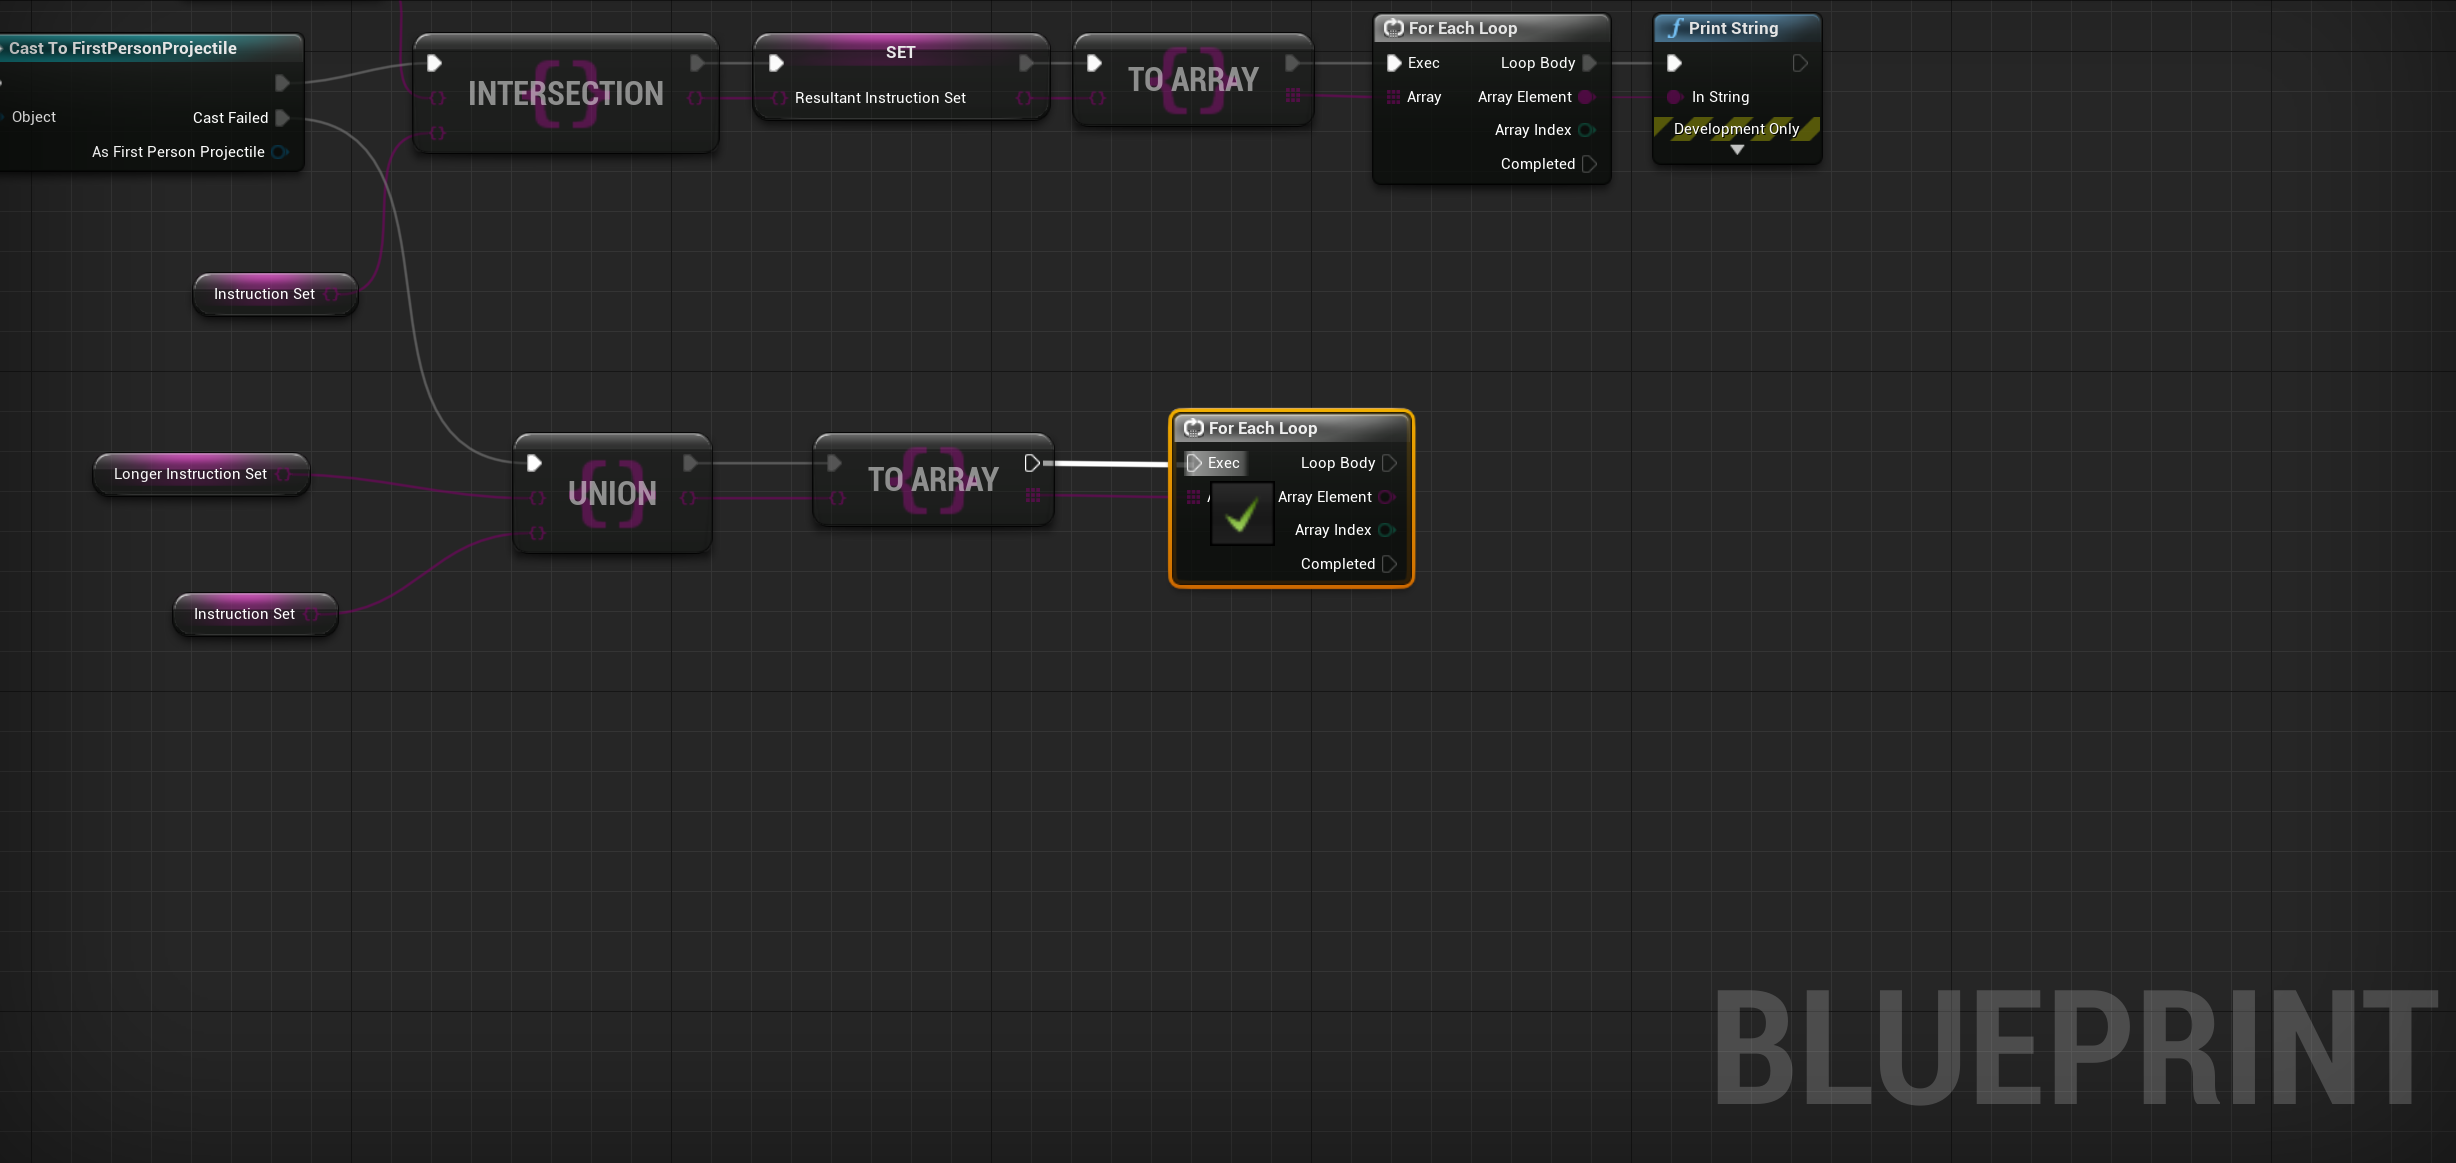 Cast To FirstPersonProjectile
Object
Cast Failed
As First Person Projectile
INTERSECTION
SET
Resultant Instruction Set
TO ARRAY
For Each Loop
Exec
Loop Body
Array
Array Element
Array Index
Completed
Print String
In String
Development Only
Instruction Set
Longer Instruction Set
Instruction Set
UNION
TO ARRAY
For Each Loop
Exec
Loop Body
Array Element
Array Index
Completed
BLUEPRINT